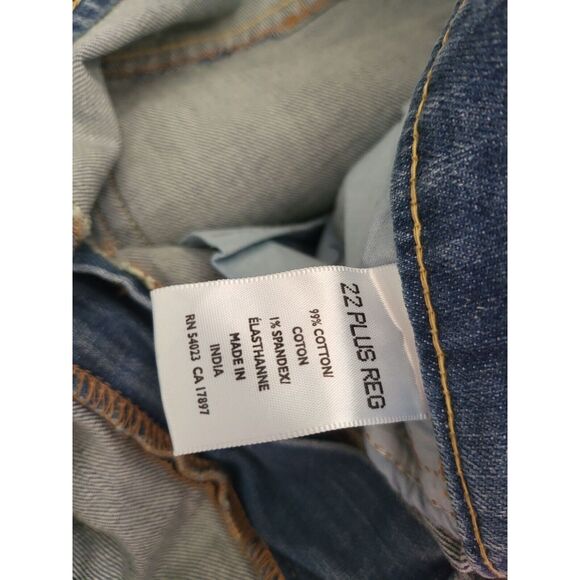 22 PLUS REG
99% COTTON/
COTON
1% SPANDEX/
ÉLASTHANNE
MADE IN
INDIA
RN 54023 CA 17897